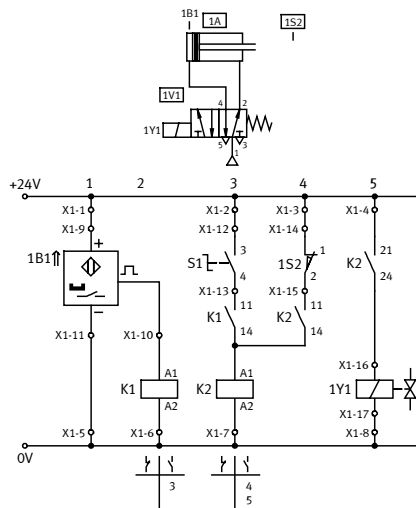 1B1 1A 1S2
4 2
1V1
1Y1
5 3
1
+24V 1 2 3 4 5
X1-1 X1-2 X1-3 X1-4
X1-9 X1-12 X1-14
1B1 + 3 1 21
S1 1S2 K2
4 2 24
X1-13 X1-15
− 11 11
K1 K2
X1-11 X1-10 14 14
X1-16
A1 A1
K1 K2 1Y1
A2 A2
X1-17
X1-5 X1-6 X1-7 X1-8
0V
3 4
5